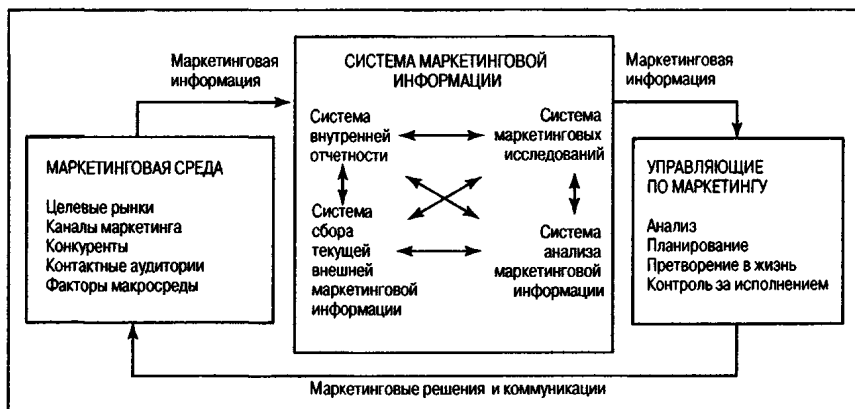 Маркетинговая
информация
СИСТЕМА МАРКЕТИНГОВОЙ
ИНФОРМАЦИИ
Маркетинговая
информация
МАРКЕТИНГОВАЯ СРЕДА
Целевые рынки
Каналы маркетинга
Конкуренты
Контактные аудитории
Факторы макросреды
Система
внутренней
отчетности
Система
маркетинговых
исследований
Система
сбора
текущей
внешней
маркетинговой
информации
Система
анализа
маркетинговой
информации
УПРАВЛЯЮЩИЕ
ПО МАРКЕТИНГУ
Анализ
Планирование
Претворение в жизнь
Контроль за исполнением
Маркетинговые решения и коммуникации